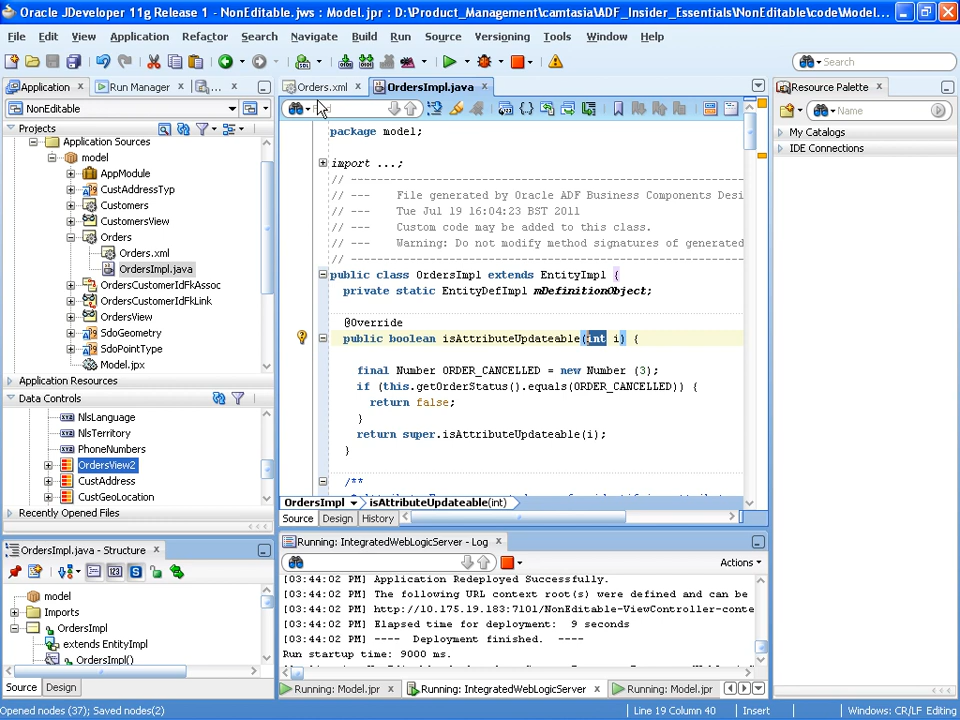 Oracle JDeveloper 11g Release 1 - NonEditable.jws : Model.jpr : D:\Product_Management\camtasia\ADF_Insider_Essentials\NonEditable\code\Model...
File Edit View Application Refactor Search Navigate Build Run Source Versioning Tools Window Help
Search
Application Run Manager ...
Orders.xml OrdersImpl.java
Resource Palette
NonEditable
Name
Projects
My Catalogs
IDE Connections
Application Sources
model
AppModule
CustAddressTyp
Customers
CustomersView
Orders
Orders.xml
OrdersImpl.java
OrdersCustomerIdFkAssoc
OrdersCustomerIdFkLink
OrdersView
SdoGeometry
SdoPointType
Model.jpx
Application Resources
Data Controls
NlsLanguage
NlsTerritory
PhoneNumbers
OrdersView2
CustAddress
CustGeoLocation
Recently Opened Files
package model;
import ...;
// ---------------------------------------------------------------------
// --- File generated by Oracle ADF Business Components Desi
// --- Tue Jul 19 16:04:23 BST 2011
// --- Custom code may be added to this class.
// --- Warning: Do not modify method signatures of generated
// ---------------------------------------------------------------------
public class OrdersImpl extends EntityImpl {
private static EntityDefImpl mDefinitionObject;
@Override
public boolean isAttributeUpdateable(int i) {
final Number ORDER_CANCELLED = new Number (3);
if (this.getOrderStatus().equals(ORDER_CANCELLED)) {
return false;
}
return super.isAttributeUpdateable(i);
}
/**
OrdersImpl isAttributeUpdateable(int)
Source Design History
OrdersImpl.java - Structure
model
Imports
OrdersImpl
extends EntityImpl
OrdersImpl()
Source Design
Running: IntegratedWebLogicServer - Log
Actions
[03:44:02 PM] Application Redeployed Successfully.
[03:44:02 PM] The following URL context root(s) were defined and can be
[03:44:02 PM] http://10.175.19.183:7101/NonEditable-ViewController-conte
[03:44:02 PM] Elapsed time for deployment: 9 seconds
[03:44:02 PM] ---- Deployment finished. ----
Run startup time: 9000 ms.
Running: Model.jpr Running: IntegratedWebLogicServer Running: Model.jpr
Opened nodes (37); Saved nodes(2) Line 19 Column 40 Insert Windows: CR/LF Editing